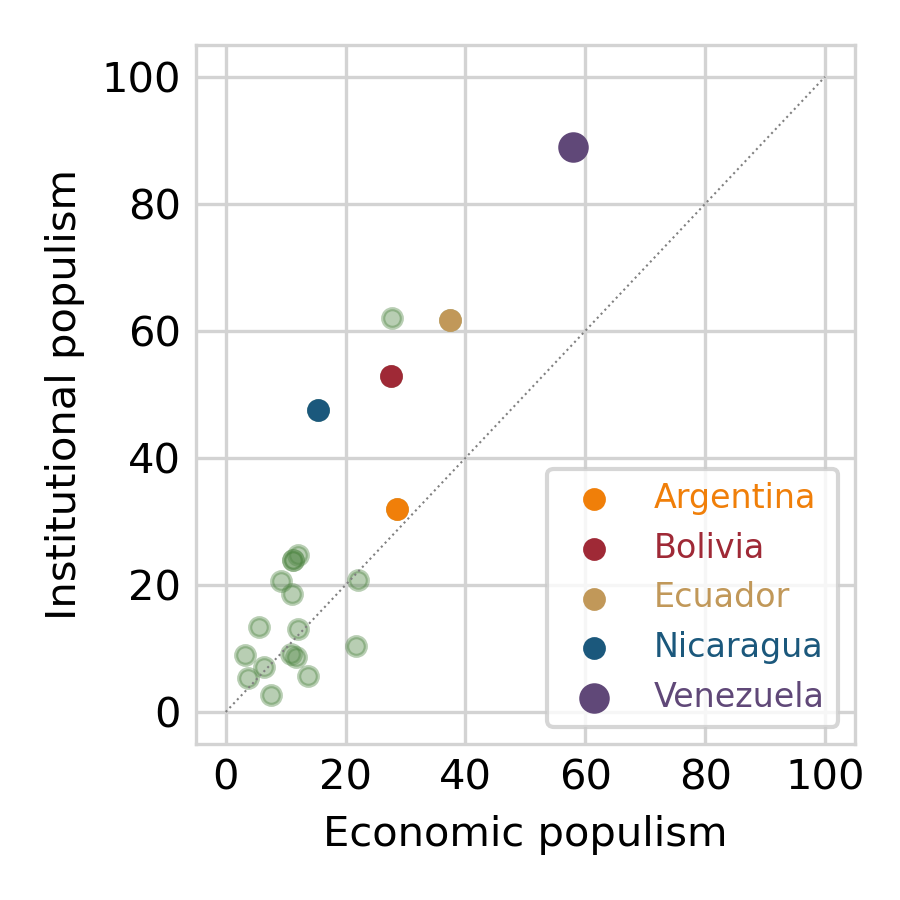 100
80
60
40
20
0
Institutional populism
Argentina
Bolivia
Ecuador
Nicaragua
Venezuela
0 20 40 60 80 100
Economic populism